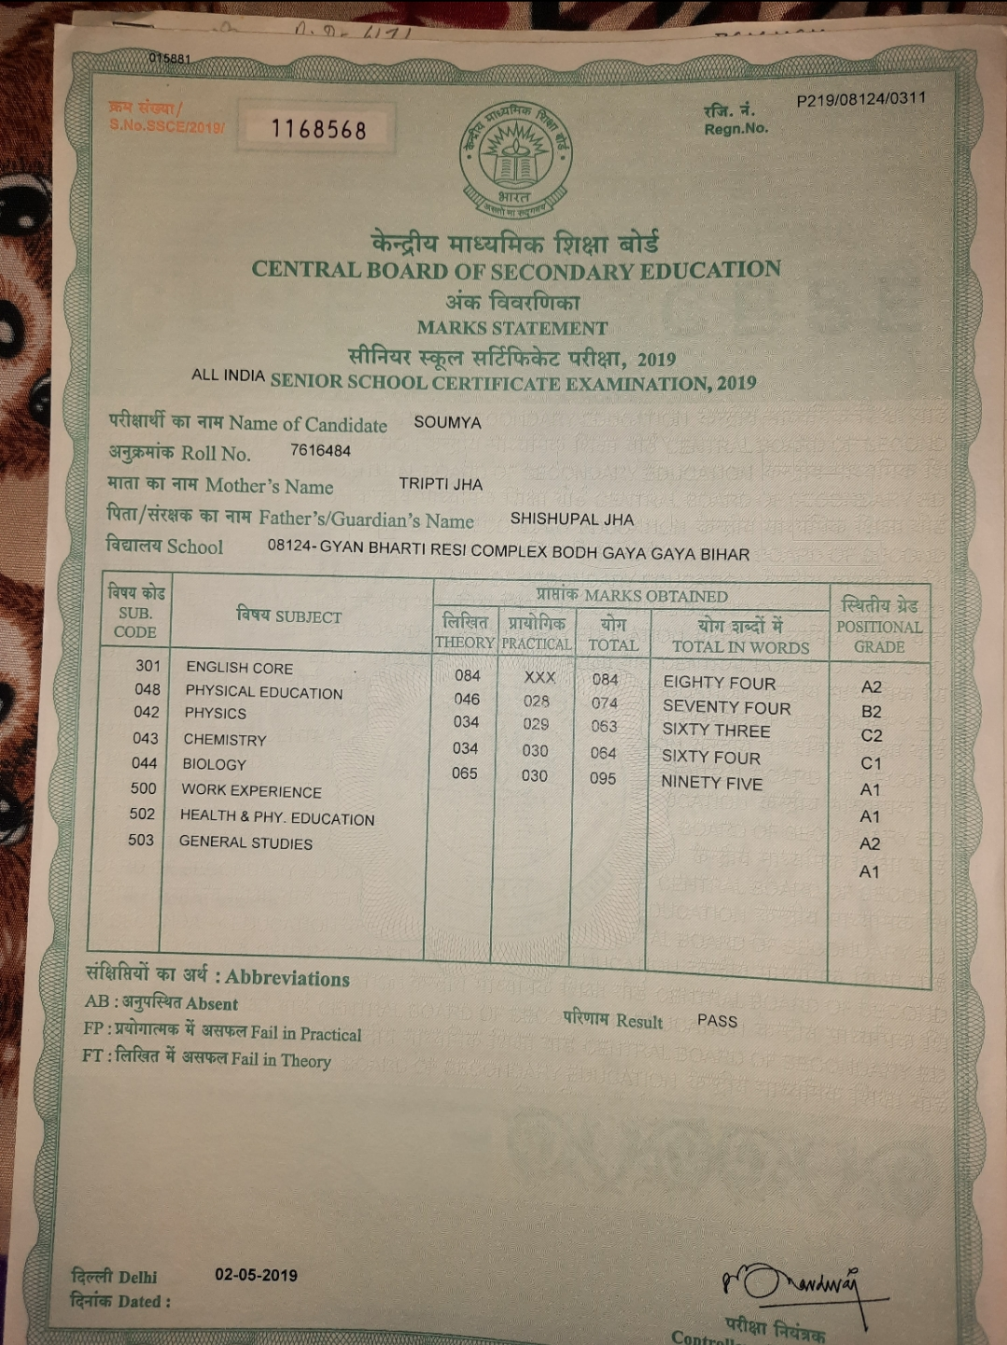 015881
क्रम संख्या/
S.No.SSCE/2019/
1168568
रजि. नं.
Regn.No.
P219/08124/0311
केन्द्रीय माध्यमिक शिक्षा बोर्ड
भारत
असतो मा सद्गमय
केन्द्रीय माध्यमिक शिक्षा बोर्ड
CENTRAL BOARD OF SECONDARY EDUCATION
अंक विवरणिका
MARKS STATEMENT
सीनियर स्कूल सर्टिफिकेट परीक्षा, 2019
ALL INDIA SENIOR SCHOOL CERTIFICATE EXAMINATION, 2019
परीक्षार्थी का नाम Name of Candidate SOUMYA
अनुक्रमांक Roll No. 7616484
माता का नाम Mother's Name TRIPTI JHA
पिता/संरक्षक का नाम Father's/Guardian's Name SHISHUPAL JHA
विद्यालय School 08124- GYAN BHARTI RESI COMPLEX BODH GAYA GAYA BIHAR
विषय कोड SUB. CODE
विषय SUBJECT
प्राप्तांक MARKS OBTAINED
लिखित THEORY
प्रायोगिक PRACTICAL
योग TOTAL
योग शब्दों में TOTAL IN WORDS
स्थितीय ग्रेड POSITIONAL GRADE
301 ENGLISH CORE 084 XXX 084 EIGHTY FOUR A2
048 PHYSICAL EDUCATION 046 028 074 SEVENTY FOUR B2
042 PHYSICS 034 029 063 SIXTY THREE C2
043 CHEMISTRY 034 030 064 SIXTY FOUR C1
044 BIOLOGY 065 030 095 NINETY FIVE A1
500 WORK EXPERIENCE A1
502 HEALTH & PHY. EDUCATION A2
503 GENERAL STUDIES A1
संक्षिप्तियों का अर्थ : Abbreviations
AB : अनुपस्थित Absent
FP : प्रयोगात्मक में असफल Fail in Practical
FT : लिखित में असफल Fail in Theory
परिणाम Result PASS
दिल्ली Delhi
दिनांक Dated :
02-05-2019
परीक्षा नियंत्रक